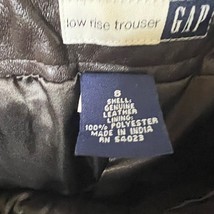 low rise trouser
GAP
8
SHELL:
GENUINE
LEATHER
LINING:
100% POLYESTER
MADE IN INDIA
RN 54023